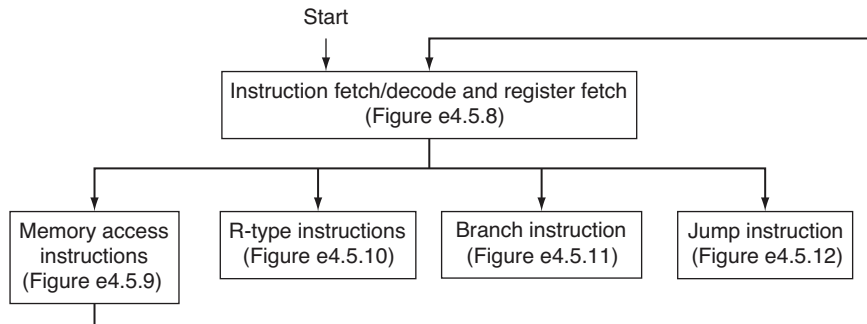 Start
Instruction fetch/decode and register fetch
(Figure e4.5.8)
Memory access
instructions
(Figure e4.5.9)
R-type instructions
(Figure e4.5.10)
Branch instruction
(Figure e4.5.11)
Jump instruction
(Figure e4.5.12)